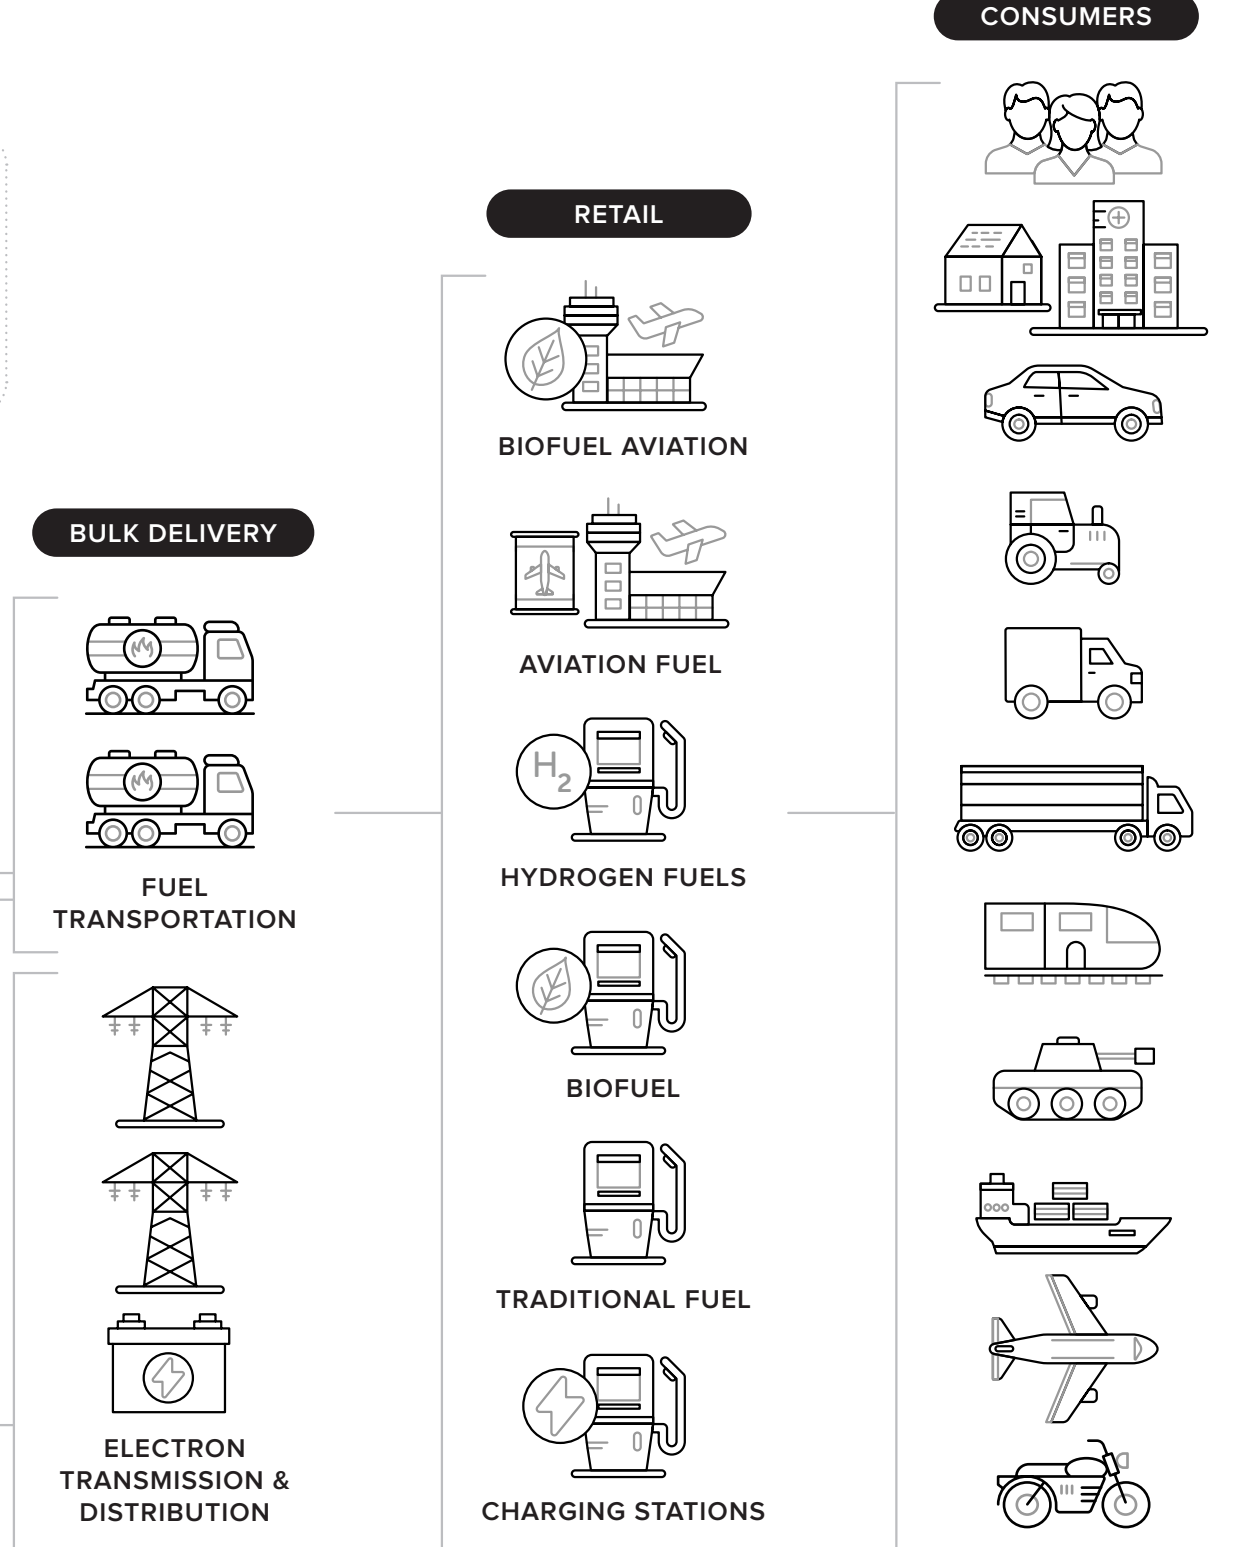 CONSUMERS
RETAIL
BIOFUEL AVIATION
BULK DELIVERY
AVIATION FUEL
H2
HYDROGEN FUELS
FUEL
TRANSPORTATION
BIOFUEL
TRADITIONAL FUEL
ELECTRON
TRANSMISSION &
DISTRIBUTION
CHARGING STATIONS